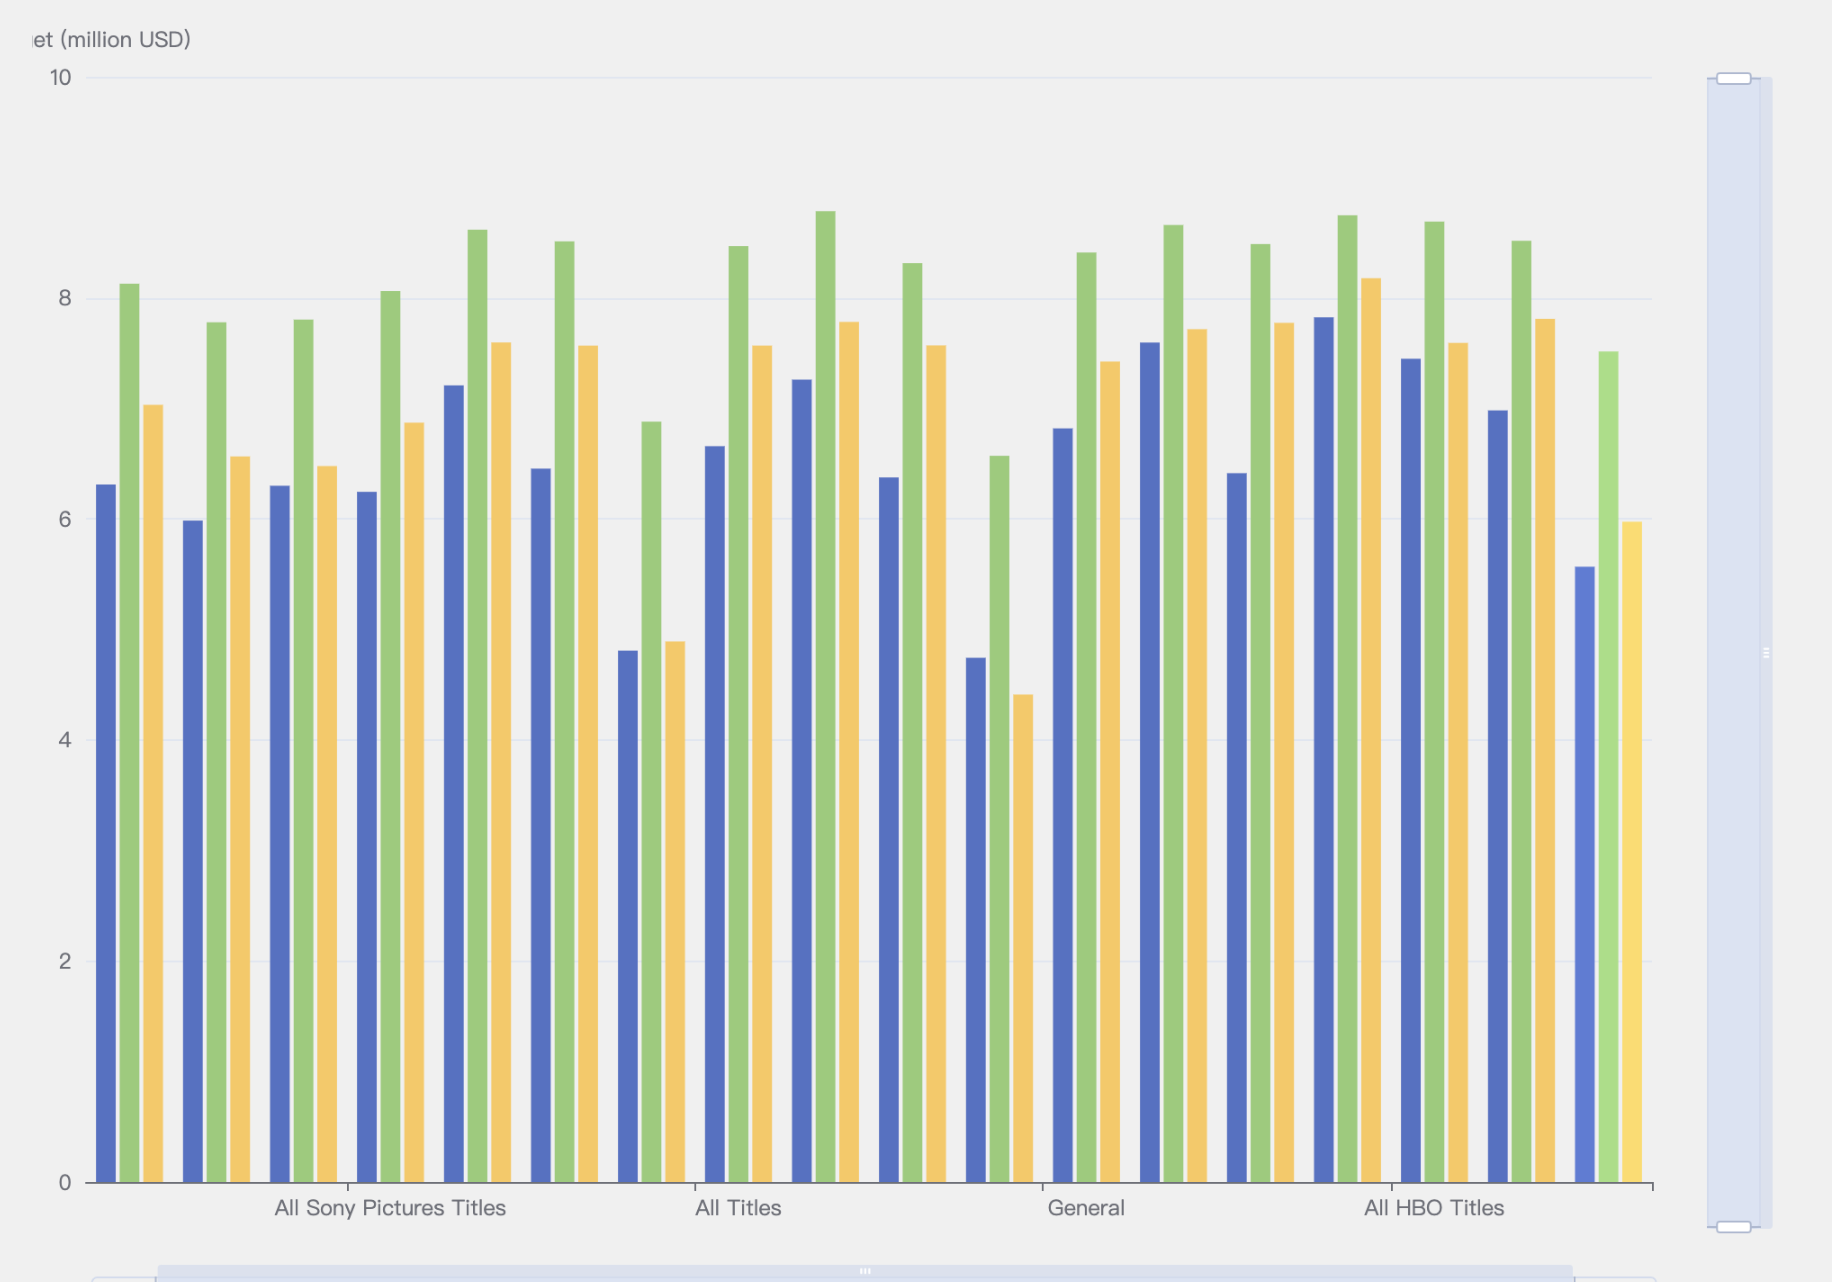 et (million USD)
10
8
6
4
2
0
All Sony Pictures Titles
All Titles
General
All HBO Titles